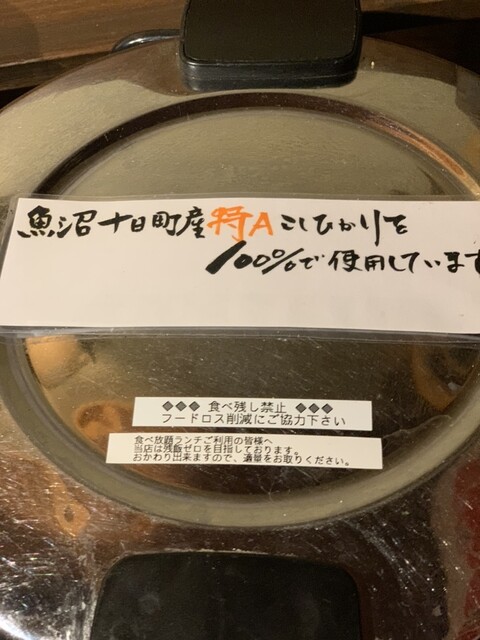 魚沼十日町産特Aこしひかりを
100%で使用しています
◆◆◆ 食べ残し禁止 ◆◆◆
フードロス削減にご協力下さい
食べ放題ランチご利用の皆様へ
当店は残飯ゼロを目指しております。
おかわり出来ますので、適量をお取りください。